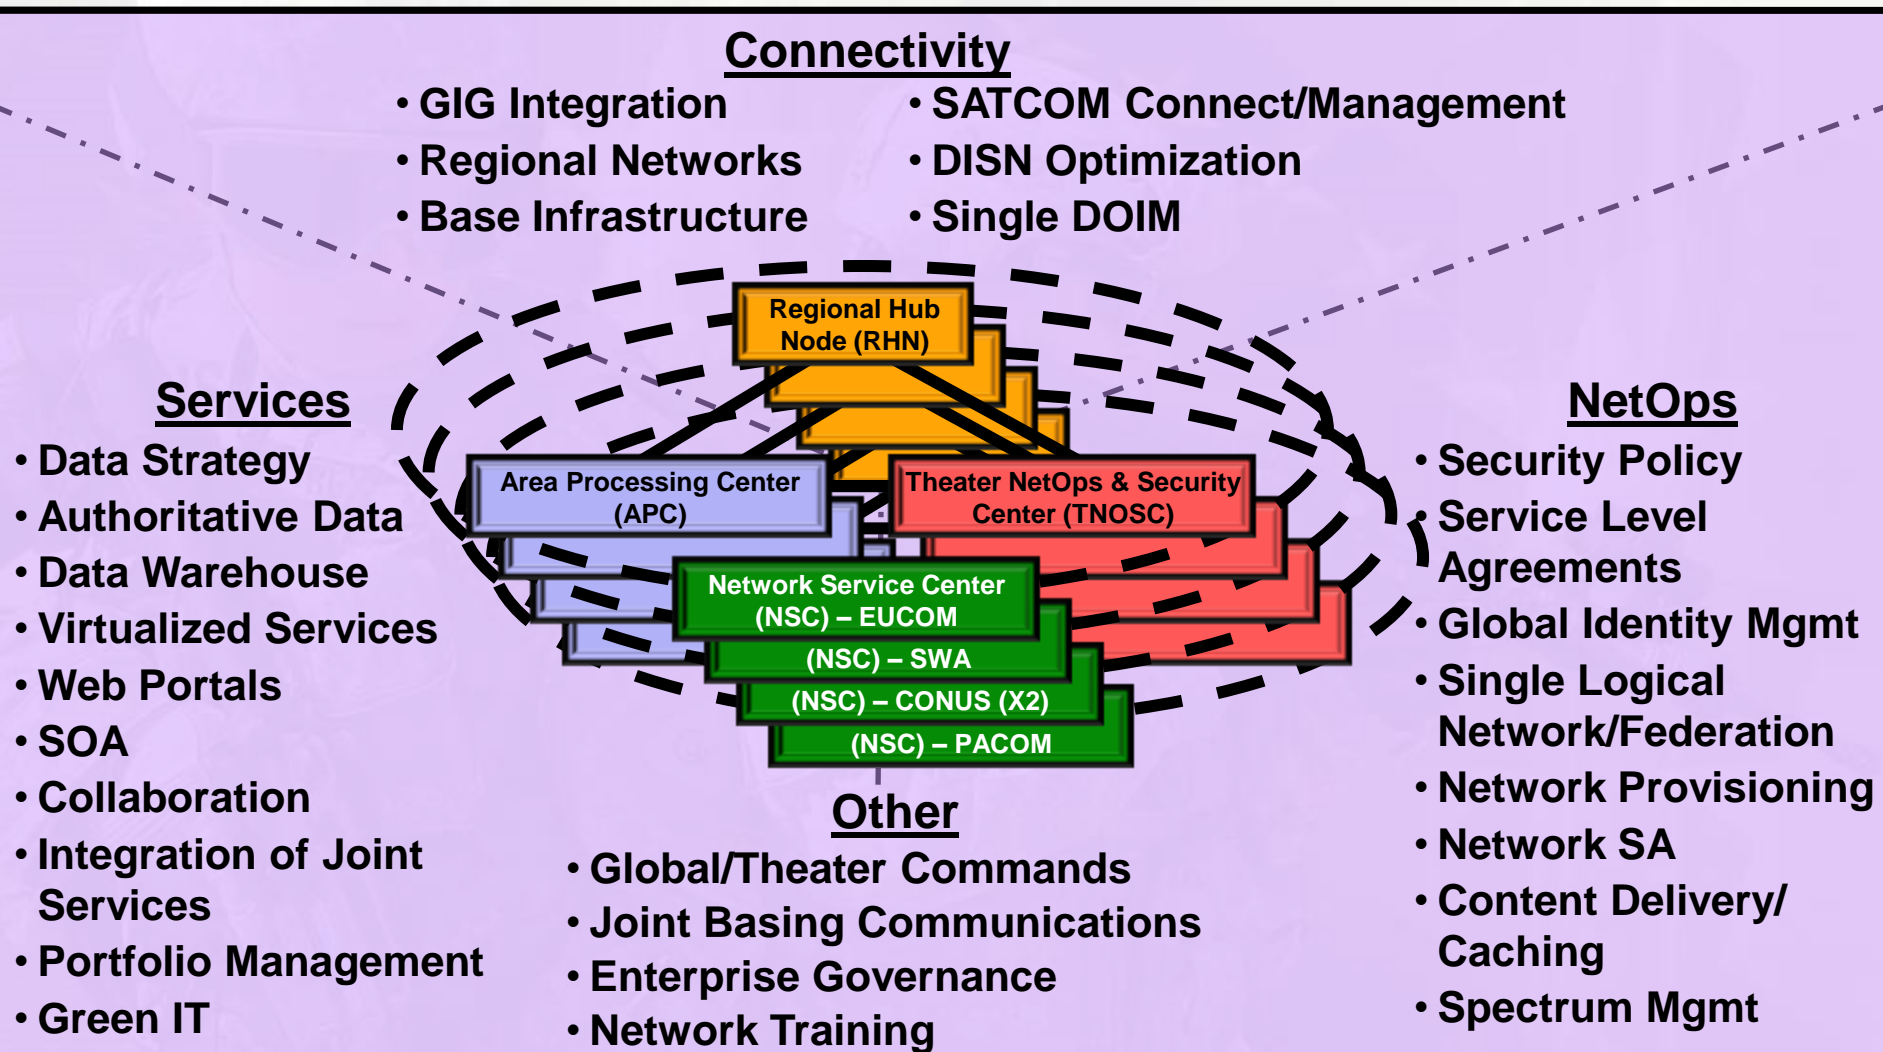 Connectivity
• GIG Integration
• Regional Networks
• Base Infrastructure
• SATCOM Connect/Management
• DISN Optimization
• Single DOIM
Services
• Data Strategy
• Authoritative Data
• Data Warehouse
• Virtualized Services
• Web Portals
• SOA
• Collaboration
• Integration of Joint
Services
• Portfolio Management
• Green IT
Regional Hub
Node (RHN)
Area Processing Center
(APC)
Theater NetOps & Security
Center (TNOSC)
Network Service Center
(NSC) – EUCOM
(NSC) – SWA
(NSC) – CONUS (X2)
(NSC) – PACOM
Other
• Global/Theater Commands
• Joint Basing Communications
• Enterprise Governance
• Network Training
NetOps
• Security Policy
• Service Level
Agreements
• Global Identity Mgmt
• Single Logical
Network/Federation
• Network Provisioning
• Network SA
• Content Delivery/
Caching
• Spectrum Mgmt